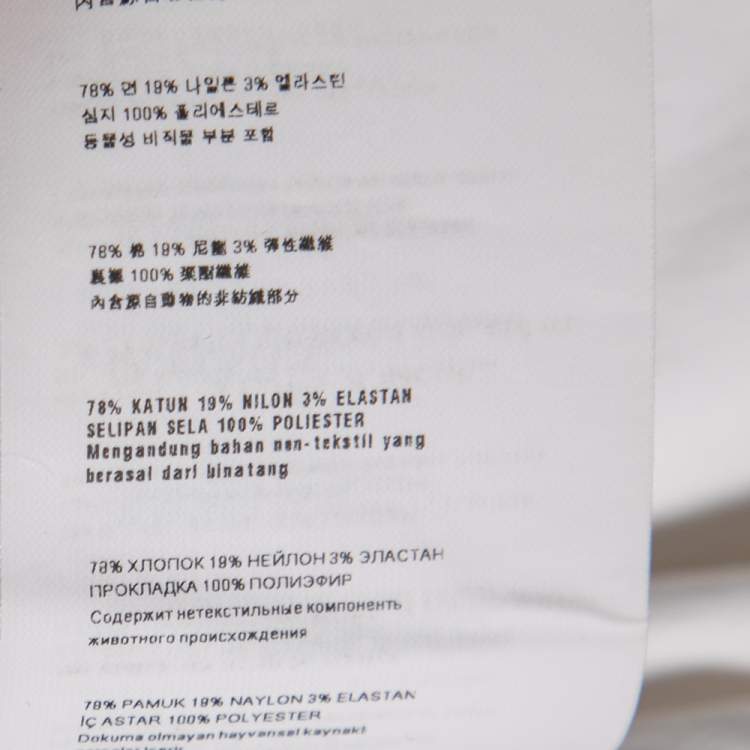 78% 면 19% 나일론 3% 엘라스틴
심지 100% 폴리에스테르
동물성 비직물 부분 포함
78% 棉 19% 尼龍 3% 彈性纖維
裏襯 100% 聚酯纖維
內含源自動物的非紡織部分
78% KATUN 19% NILON 3% ELASTAN
SELIPAN SELA 100% POLIESTER
Mengandung bahan non-tekstil yang
berasal dari binatang
78% ХЛОПОК 19% НЕЙЛОН 3% ЭЛАСТАН
ПРОКЛАДКА 100% ПОЛИЭФИР
Содержит нетекстильные компоненть
животного происхождения
78% PAMUK 19% NAYLON 3% ELASTAN
İÇ ASTAR 100% POLYESTER
Dokuma olmayan hayvansal kaynaklı